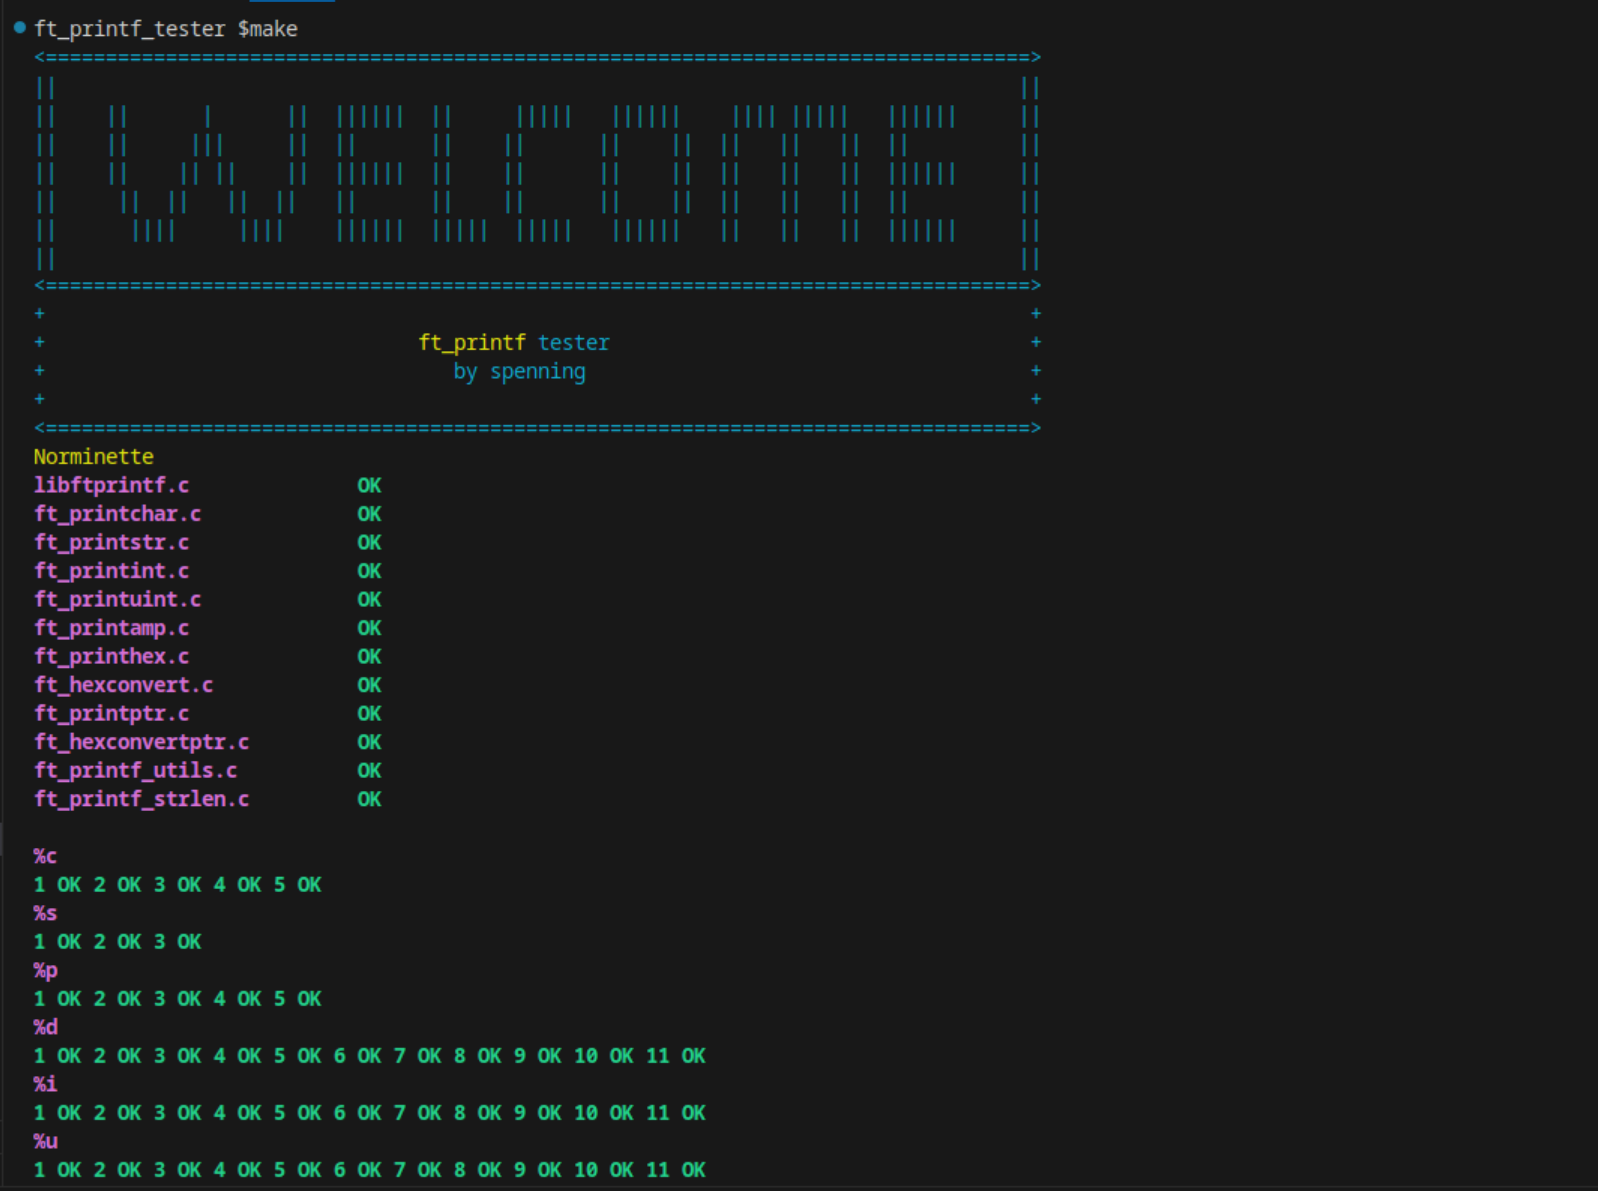 ft_printf_tester $make
<==================================================================================>
||                                                                                ||
||    ||      |      ||  ||||||  ||     |||||   ||||||    |||| |||||   ||||||     ||
||    ||     |||     ||  ||      ||    ||      ||    ||  ||   ||   ||  ||         ||
||    ||    || ||    ||  ||||||  ||    ||      ||    ||  ||   ||   ||  ||||||     ||
||     ||  ||   ||  ||   ||      ||    ||      ||    ||  ||   ||   ||  ||         ||
||      ||||     ||||    ||||||  ||||| |||||   ||||||   ||   ||   ||  ||||||     ||
||                                                                                ||
<==================================================================================>
+                                                                                  +
+                               ft_printf tester                                   +
+                                  by spenning                                     +
+                                                                                  +
<==================================================================================>
Norminette
libftprintf.c OK
ft_printchar.c OK
ft_printstr.c OK
ft_printint.c OK
ft_printuint.c OK
ft_printamp.c OK
ft_printhex.c OK
ft_hexconvert.c OK
ft_printptr.c OK
ft_hexconvertptr.c OK
ft_printf_utils.c OK
ft_printf_strlen.c OK
%c
1 OK 2 OK 3 OK 4 OK 5 OK
%s
1 OK 2 OK 3 OK
%p
1 OK 2 OK 3 OK 4 OK 5 OK
%d
1 OK 2 OK 3 OK 4 OK 5 OK 6 OK 7 OK 8 OK 9 OK 10 OK 11 OK
%i
1 OK 2 OK 3 OK 4 OK 5 OK 6 OK 7 OK 8 OK 9 OK 10 OK 11 OK
%u
1 OK 2 OK 3 OK 4 OK 5 OK 6 OK 7 OK 8 OK 9 OK 10 OK 11 OK